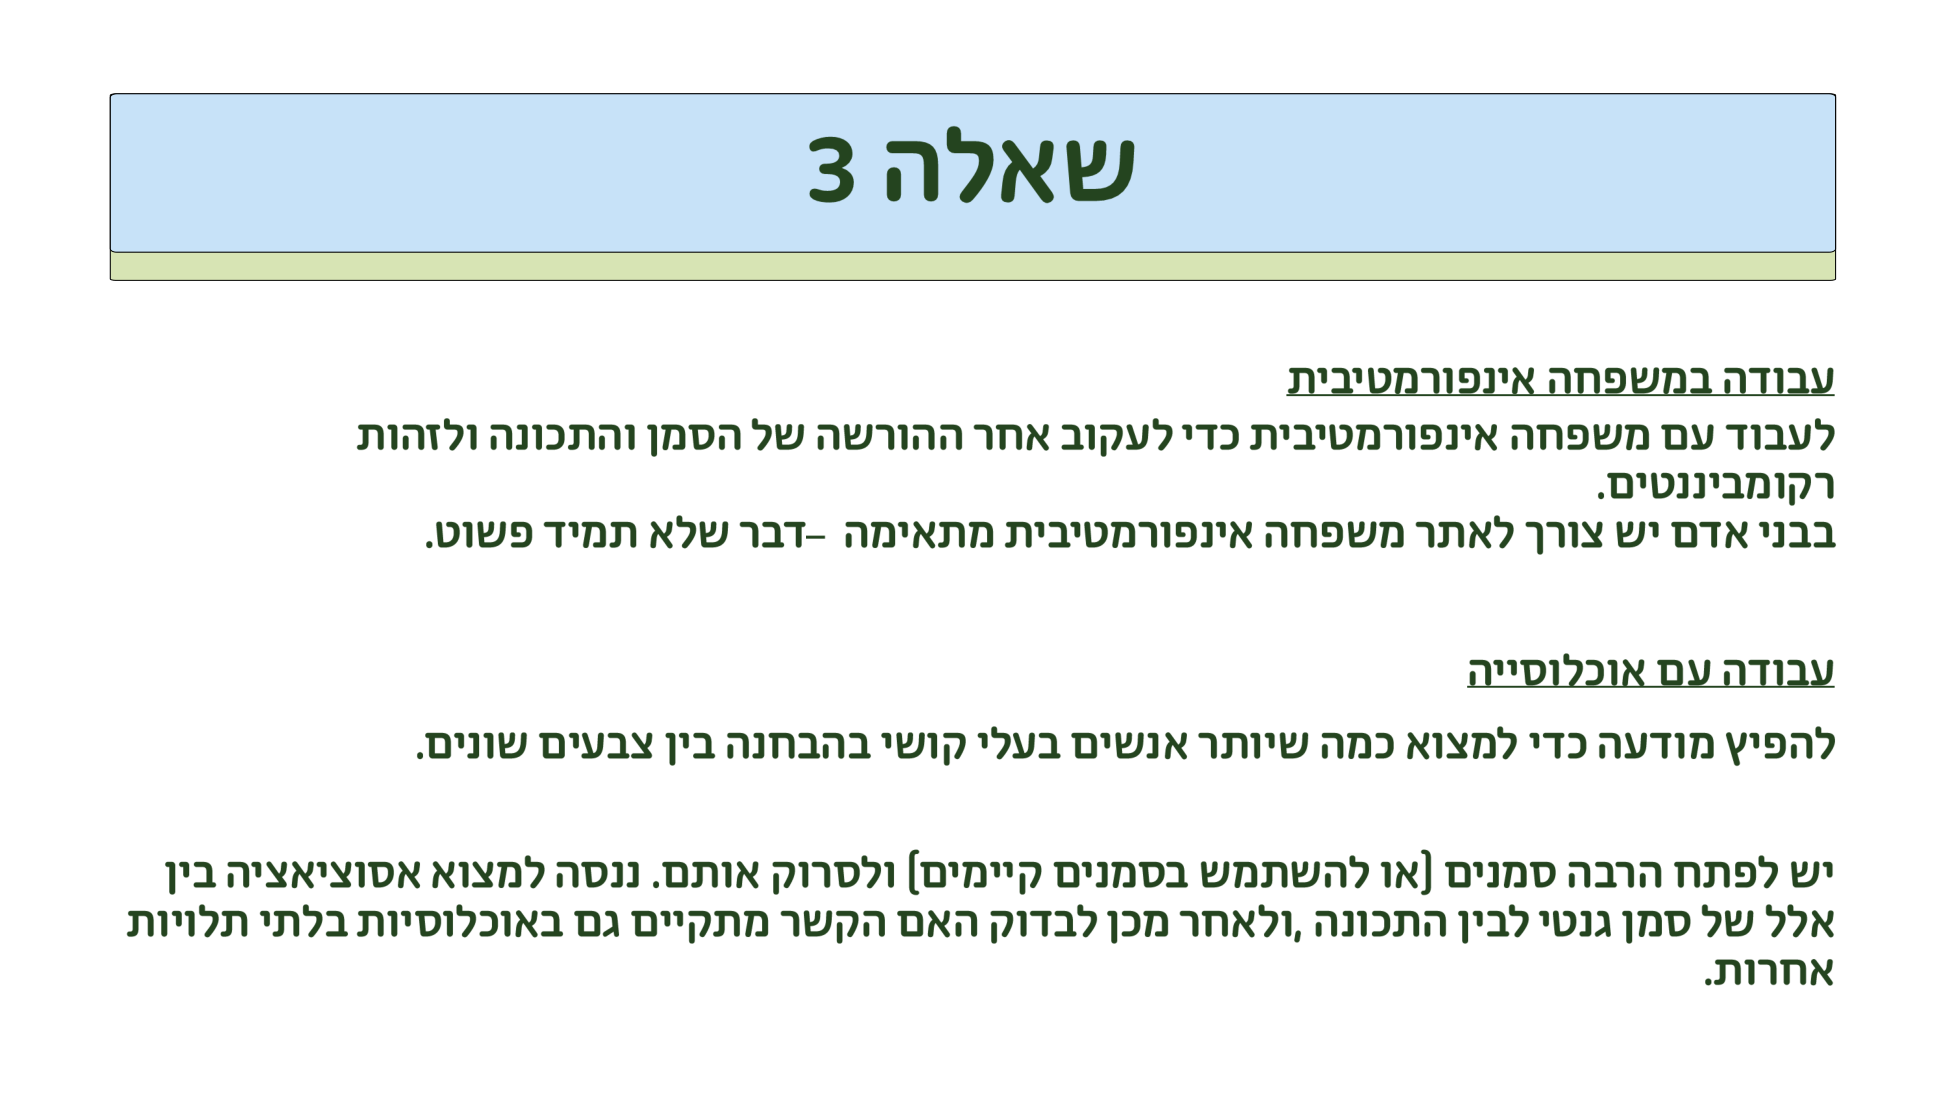 שאלה 3
עבודה במשפחה אינפורמטיבית
לעבוד עם משפחה אינפורמטיבית כדי לעקוב אחר ההורשה של הסמן והתכונה ולזהות
רקומביננטים.
בבני אדם יש צורך לאתר משפחה אינפורמטיבית מתאימה –דבר שלא תמיד פשוט.
עבודה עם אוכלוסייה
להפיץ מודעה כדי למצוא כמה שיותר אנשים בעלי קושי בהבחנה בין צבעים שונים.
יש לפתח הרבה סמנים (או להשתמש בסמנים קיימים) ולסרוק אותם. ננסה למצוא אסוציאציה בין
אלל של סמן גנטי לבין התכונה ,ולאחר מכן לבדוק האם הקשר מתקיים גם באוכלוסיות בלתי תלויות
אחרות.